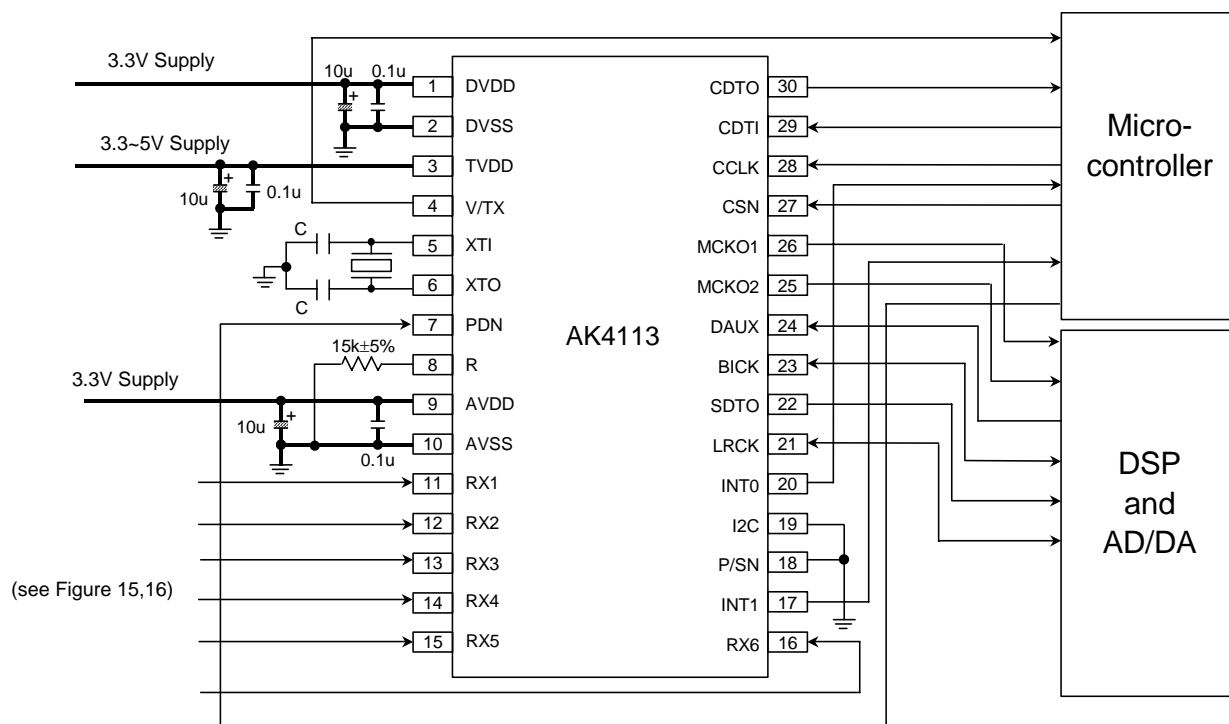 3.3V Supply
10u
+
0.1u
3.3~5V Supply
10u
+
0.1u
C
C
15k±5%
3.3V Supply
10u
+
0.1u
(see Figure 15,16)
1 DVDD
2 DVSS
3 TVDD
4 V/TX
5 XTI
6 XTO
7 PDN
8 R
9 AVDD
10 AVSS
11 RX1
12 RX2
13 RX3
14 RX4
15 RX5
AK4113
CDTO 30
CDTI 29
CCLK 28
CSN 27
MCKO1 26
MCKO2 25
DAUX 24
BICK 23
SDTO 22
LRCK 21
INT0 20
I2C 19
P/SN 18
INT1 17
RX6 16
Micro-
controller
DSP
and
AD/DA